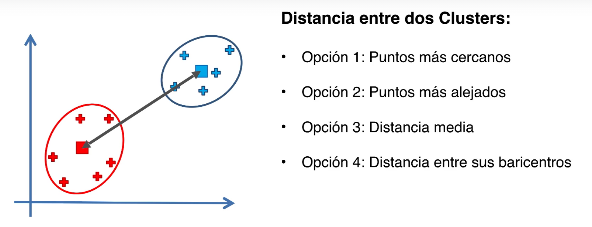 Distancia entre dos Clusters:
• Opción 1: Puntos más cercanos
• Opción 2: Puntos más alejados
• Opción 3: Distancia media
• Opción 4: Distancia entre sus baricentros